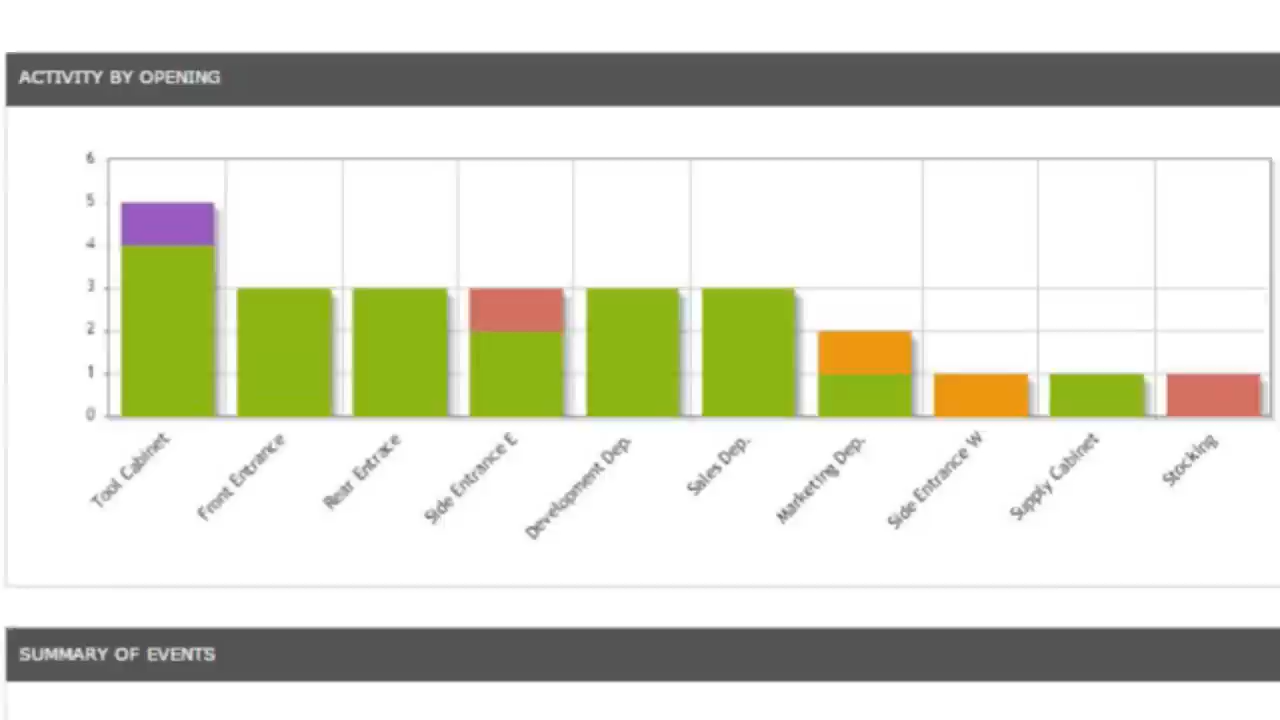 ACTIVITY BY OPENING
6
5
4
3
2
1
0
Tool Cabinet
Front Entrance
Rear Entrace
Side Entrance E
Development Dep.
Sales Dep.
Marketing Dep.
Side Entrance W
Supply Cabinet
Stocking
SUMMARY OF EVENTS